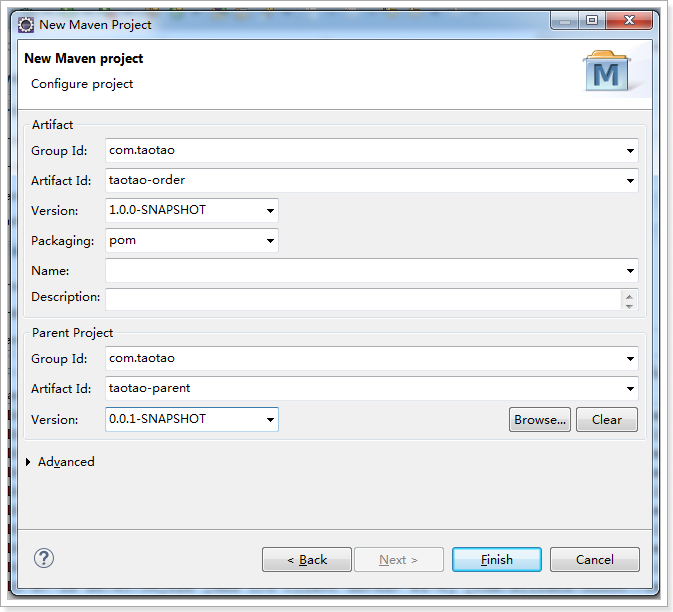 New Maven Project
New Maven project
Configure project
M
Artifact
Group Id: com.taotao
Artifact Id: taotao-order
Version: 1.0.0-SNAPSHOT
Packaging: pom
Name:
Description:
Parent Project
Group Id: com.taotao
Artifact Id: taotao-parent
Version: 0.0.1-SNAPSHOT Browse... Clear
Advanced
? < Back Next > Finish Cancel